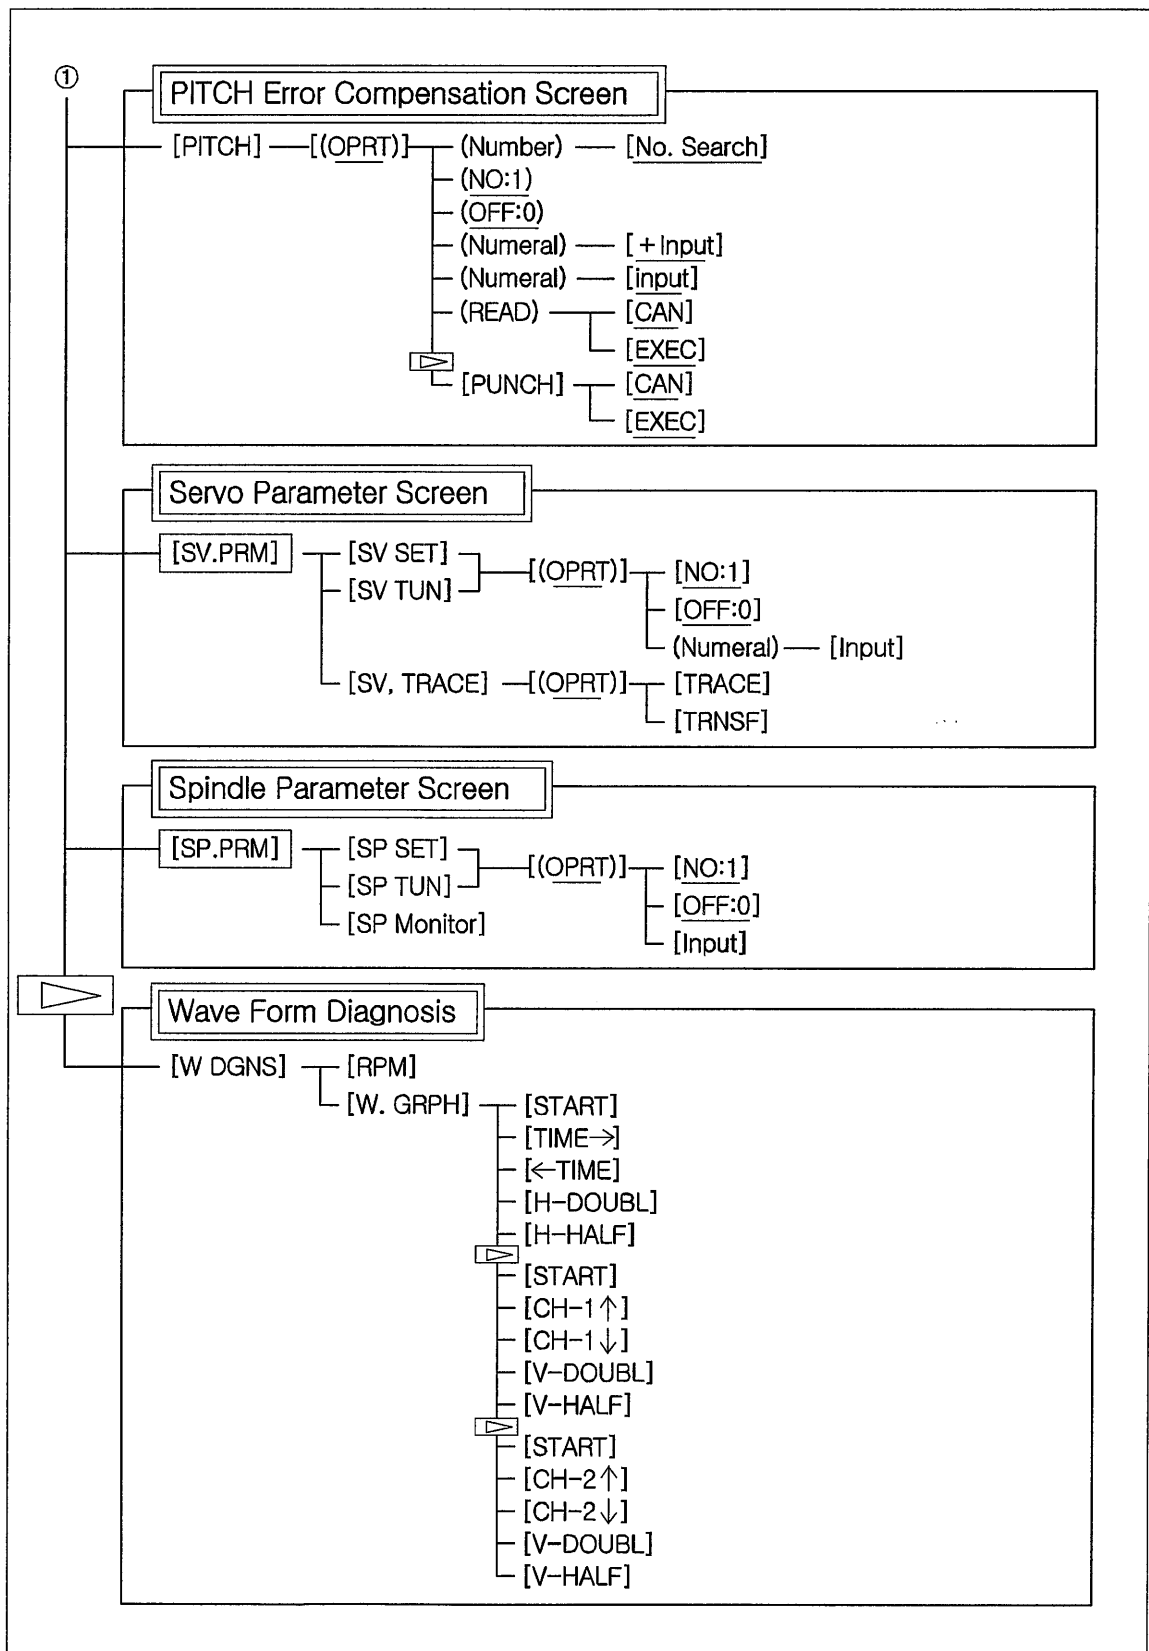 ①
PITCH Error Compensation Screen
[PITCH] [(OPRT)] (Number) [No. Search]
(NO:1)
(OFF:0)
(Numeral) [+Input]
(Numeral) [input]
(READ) [CAN]
[EXEC]
[PUNCH] [CAN]
[EXEC]
Servo Parameter Screen
[SV.PRM] [SV SET] [(OPRT)] [NO:1]
[SV TUN] [OFF:0]
(Numeral) [Input]
[SV, TRACE] [(OPRT)] [TRACE]
[TRNSF]
Spindle Parameter Screen
[SP.PRM] [SP SET] [(OPRT)] [NO:1]
[SP TUN] [OFF:0]
[SP Monitor] [Input]
Wave Form Diagnosis
[W DGNS] [RPM]
[W. GRPH] [START]
[TIME→]
[←TIME]
[H-DOUBL]
[H-HALF]
[START]
[CH-1↑]
[CH-1↓]
[V-DOUBL]
[V-HALF]
[START]
[CH-2↑]
[CH-2↓]
[V-DOUBL]
[V-HALF]